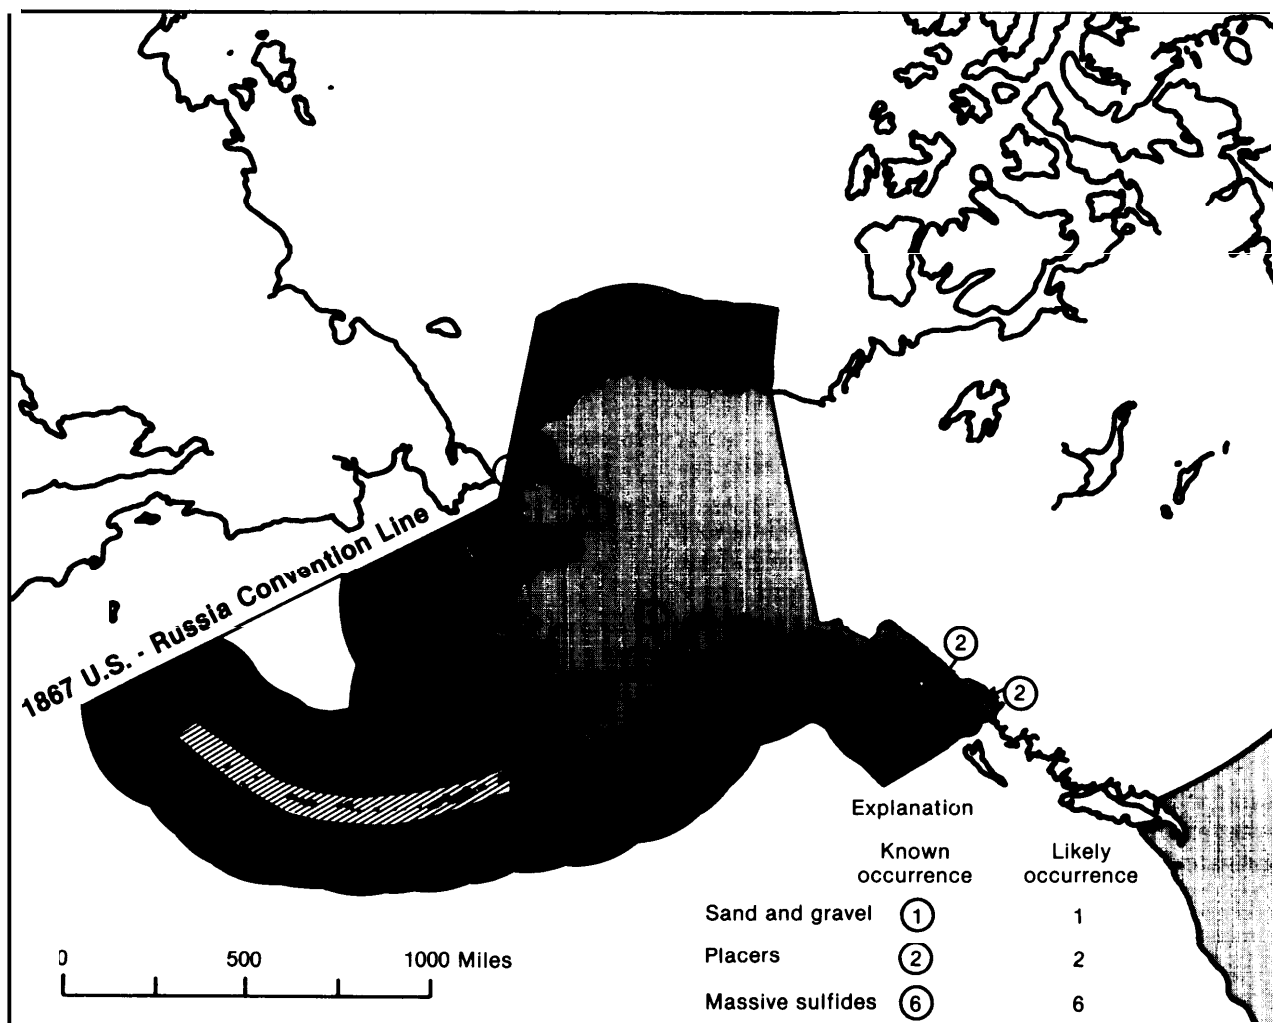 1867 U.S. - Russia Convention Line
2
2
Explanation
Known occurrence
Likely occurrence
Sand and gravel 1 1
Placers 2 2
Massive sulfides 6 6
0 500 1000 Miles